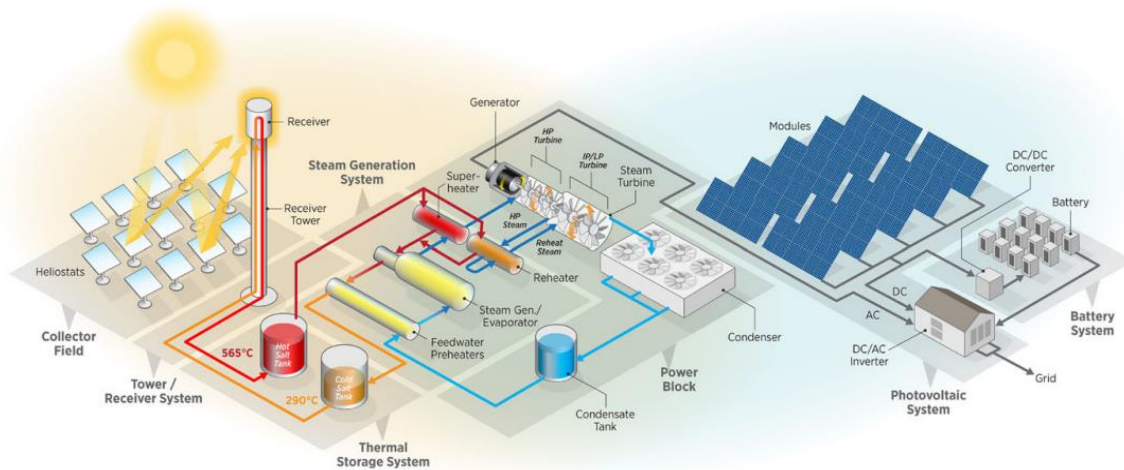 Generator
HP
Turbine
IP/LP
Turbine
Steam
Turbine
Receiver
Steam Generation
System
Super-
heater
Modules
DC/DC
Converter
Battery
Receiver
Tower
HP
Steam
Reheat
Steam
Reheater
Heliostats
Steam Gen./
Evaporator
Condenser
DC
AC
Battery
System
Collector
Field
565°C
Hot
Salt
Tank
Feedwater
Preheaters
DC/AC
Inverter
Grid
Tower /
Receiver System
290°C
Cold
Salt
Tank
Condensate
Tank
Power
Block
Photovoltaic
System
Thermal
Storage System